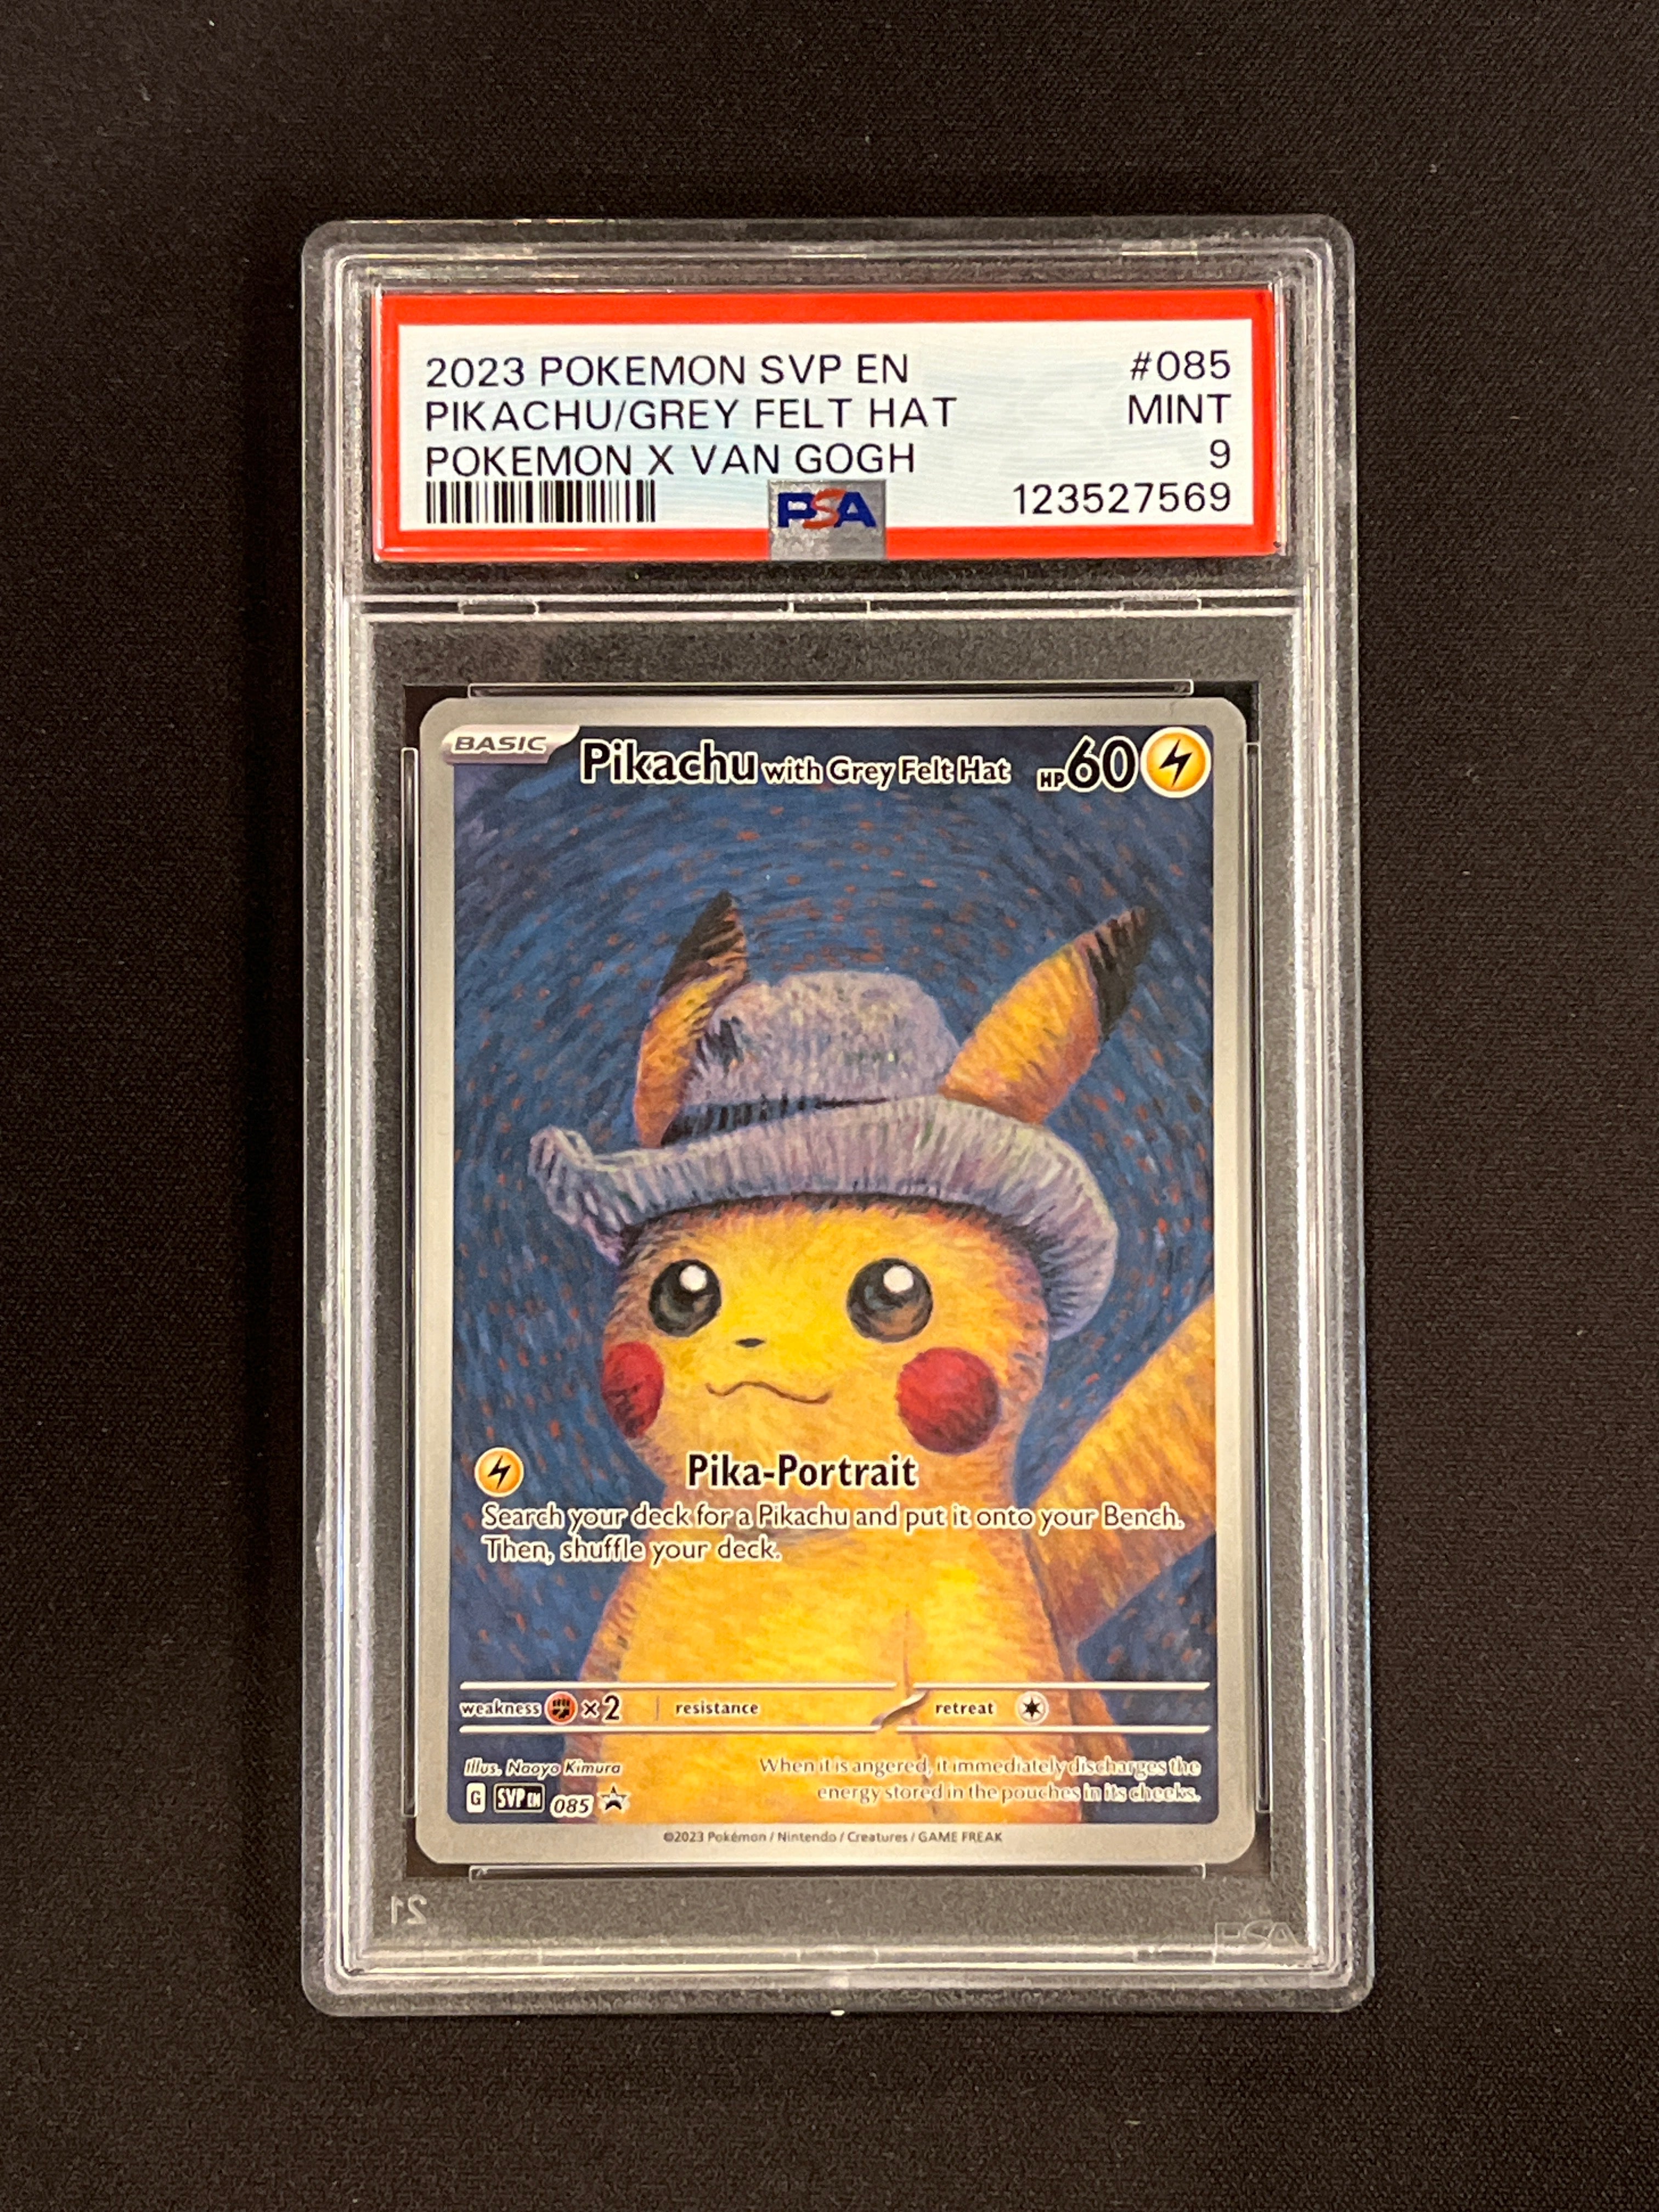 2023 POKEMON SVP EN #085
PIKACHU/GREY FELT HAT MINT
POKEMON X VAN GOGH 9
PSA 123527569
BASIC Pikachu with Grey Felt Hat HP 60
Pika-Portrait
Search your deck for a Pikachu and put it onto your Bench.
Then, shuffle your deck.
weakness ×2 resistance retreat
Illus. Naoyo Kimura
When it is angered, it immediately discharges the
energy stored in the pouches in its cheeks.
G SVP EN 085
©2023 Pokémon / Nintendo / Creatures / GAME FREAK
21
PSA